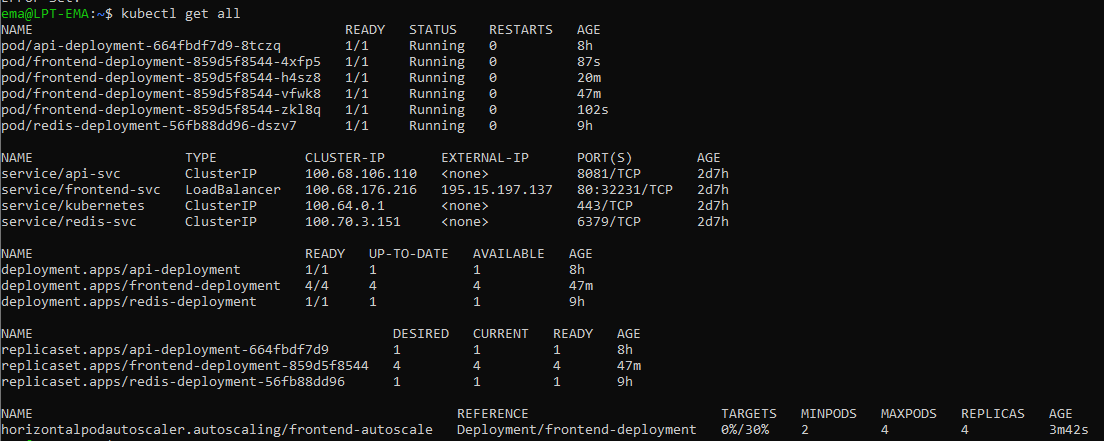 ema@LPT-EMA:~$ kubectl get all
NAME READY STATUS RESTARTS AGE
pod/api-deployment-664fbdf7d9-8tczq 1/1 Running 0 8h
pod/frontend-deployment-859d5f8544-4xfp5 1/1 Running 0 87s
pod/frontend-deployment-859d5f8544-h4sz8 1/1 Running 0 20m
pod/frontend-deployment-859d5f8544-vfwk8 1/1 Running 0 47m
pod/frontend-deployment-859d5f8544-zkl8q 1/1 Running 0 102s
pod/redis-deployment-56fb88dd96-dszv7 1/1 Running 0 9h
NAME TYPE CLUSTER-IP EXTERNAL-IP PORT(S) AGE
service/api-svc ClusterIP 100.68.106.110 <none> 8081/TCP 2d7h
service/frontend-svc LoadBalancer 100.68.176.216 195.15.197.137 80:32231/TCP 2d7h
service/kubernetes ClusterIP 100.64.0.1 <none> 443/TCP 2d7h
service/redis-svc ClusterIP 100.70.3.151 <none> 6379/TCP 2d7h
NAME READY UP-TO-DATE AVAILABLE AGE
deployment.apps/api-deployment 1/1 1 1 8h
deployment.apps/frontend-deployment 4/4 4 4 47m
deployment.apps/redis-deployment 1/1 1 1 9h
NAME DESIRED CURRENT READY AGE
replicaset.apps/api-deployment-664fbdf7d9 1 1 1 8h
replicaset.apps/frontend-deployment-859d5f8544 4 4 4 47m
replicaset.apps/redis-deployment-56fb88dd96 1 1 1 9h
NAME REFERENCE TARGETS MINPODS MAXPODS REPLICAS AGE
horizontalpodautoscaler.autoscaling/frontend-autoscale Deployment/frontend-deployment 0%/30% 2 4 4 3m42s